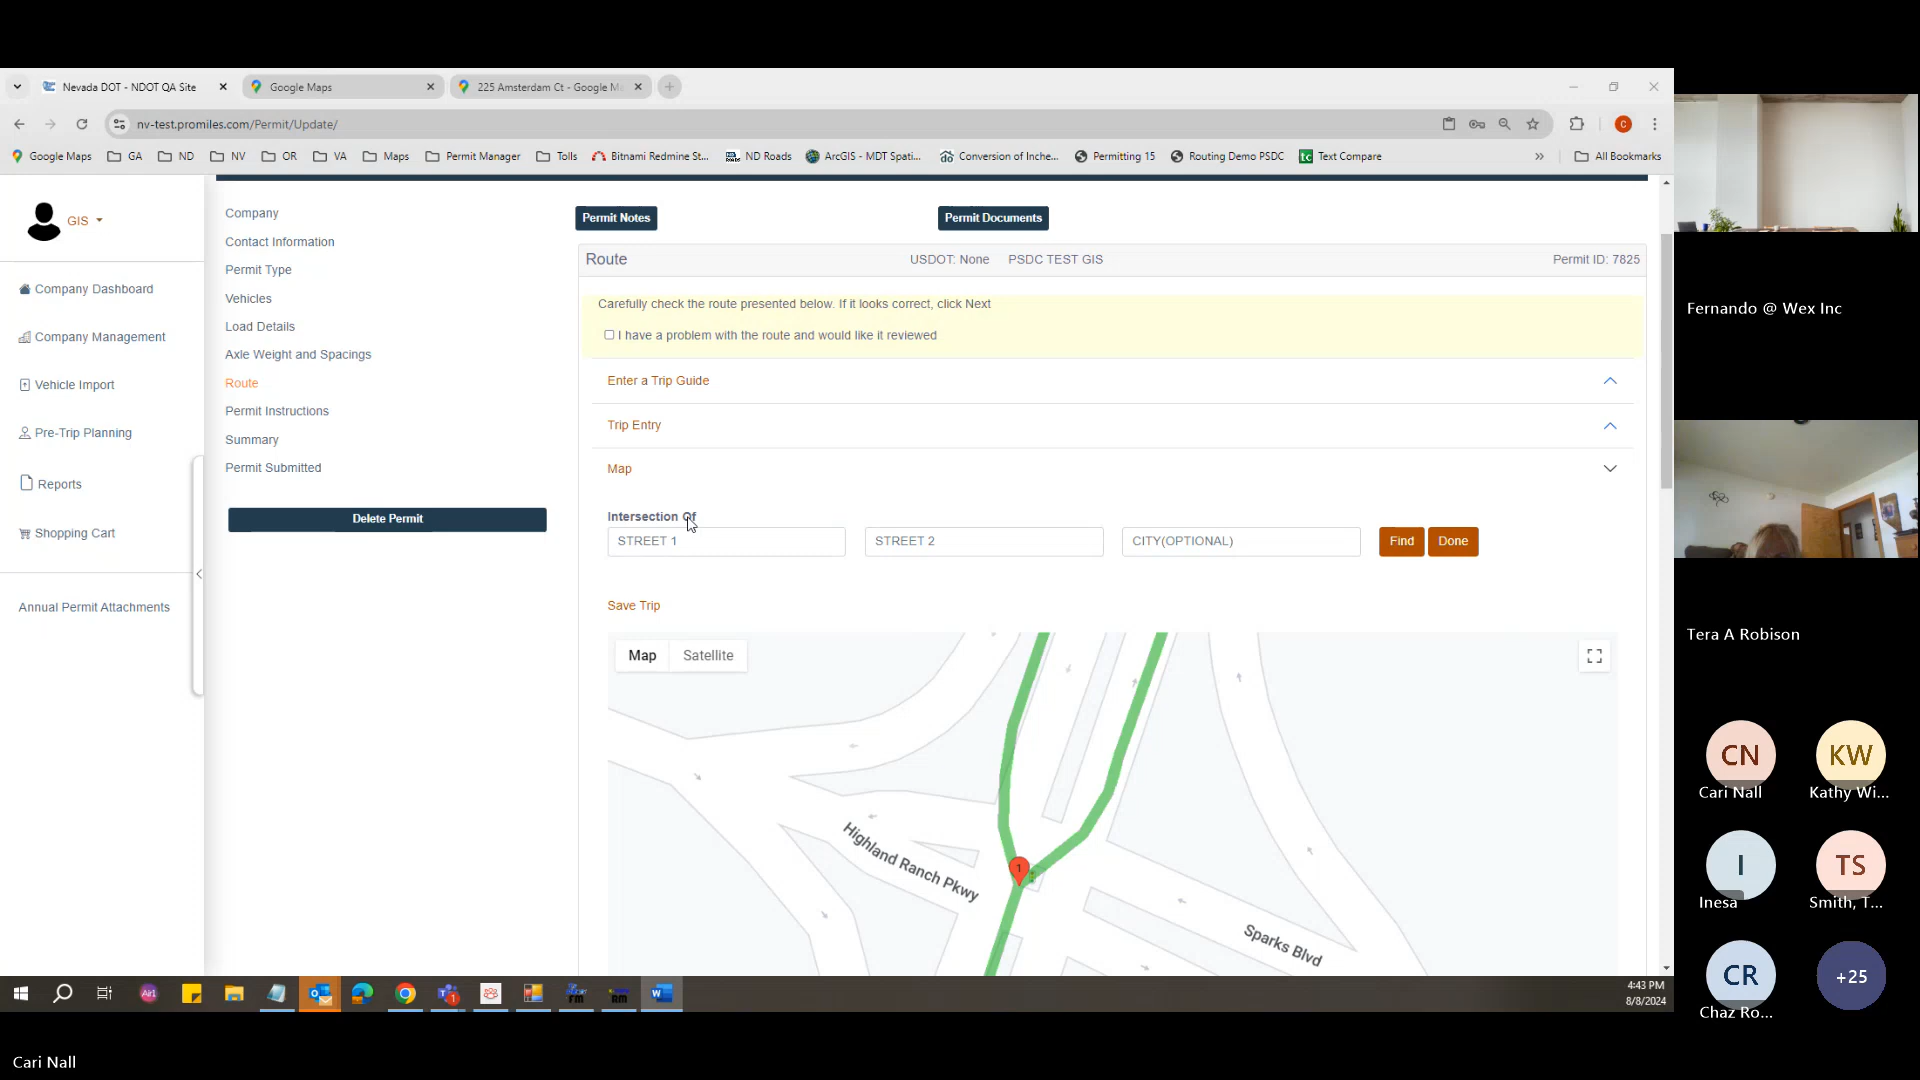 Nevada DOT - NDOT QA Site
Google Maps
225 Amsterdam Ct - Google M
nv-test.promiles.com/Permit/Update/
C
Google Maps
GA
ND
NV
OR
VA
Maps
Permit Manager
Tolls
Bitnami Redmine St...
ND Roads
ArcGIS - MDT Spati...
Conversion of Inche...
Permitting 15
Routing Demo PSDC
tc Text Compare
»
All Bookmarks
GIS
Company Dashboard
Company Management
Vehicle Import
Pre-Trip Planning
Reports
Shopping Cart
Annual Permit Attachments
Company
Contact Information
Permit Type
Vehicles
Load Details
Axle Weight and Spacings
Route
Permit Instructions
Summary
Permit Submitted
Delete Permit
Permit Notes
Permit Documents
Route
USDOT: None
PSDC TEST GIS
Permit ID: 7825
Carefully check the route presented below. If it looks correct, click Next
I have a problem with the route and would like it reviewed
Enter a Trip Guide
Trip Entry
Map
Intersection Of
STREET 1
STREET 2
CITY(OPTIONAL)
Find
Done
Save Trip
Map
Satellite
Highland Ranch Pkwy
1
Sparks Blvd
4:43 PM
8/8/2024
Fernando @ Wex Inc
Tera A Robison
CN
Cari Nall
KW
Kathy Wi...
I
Inesa
TS
Smith, T...
CR
Chaz Ro...
+25
Cari Nall